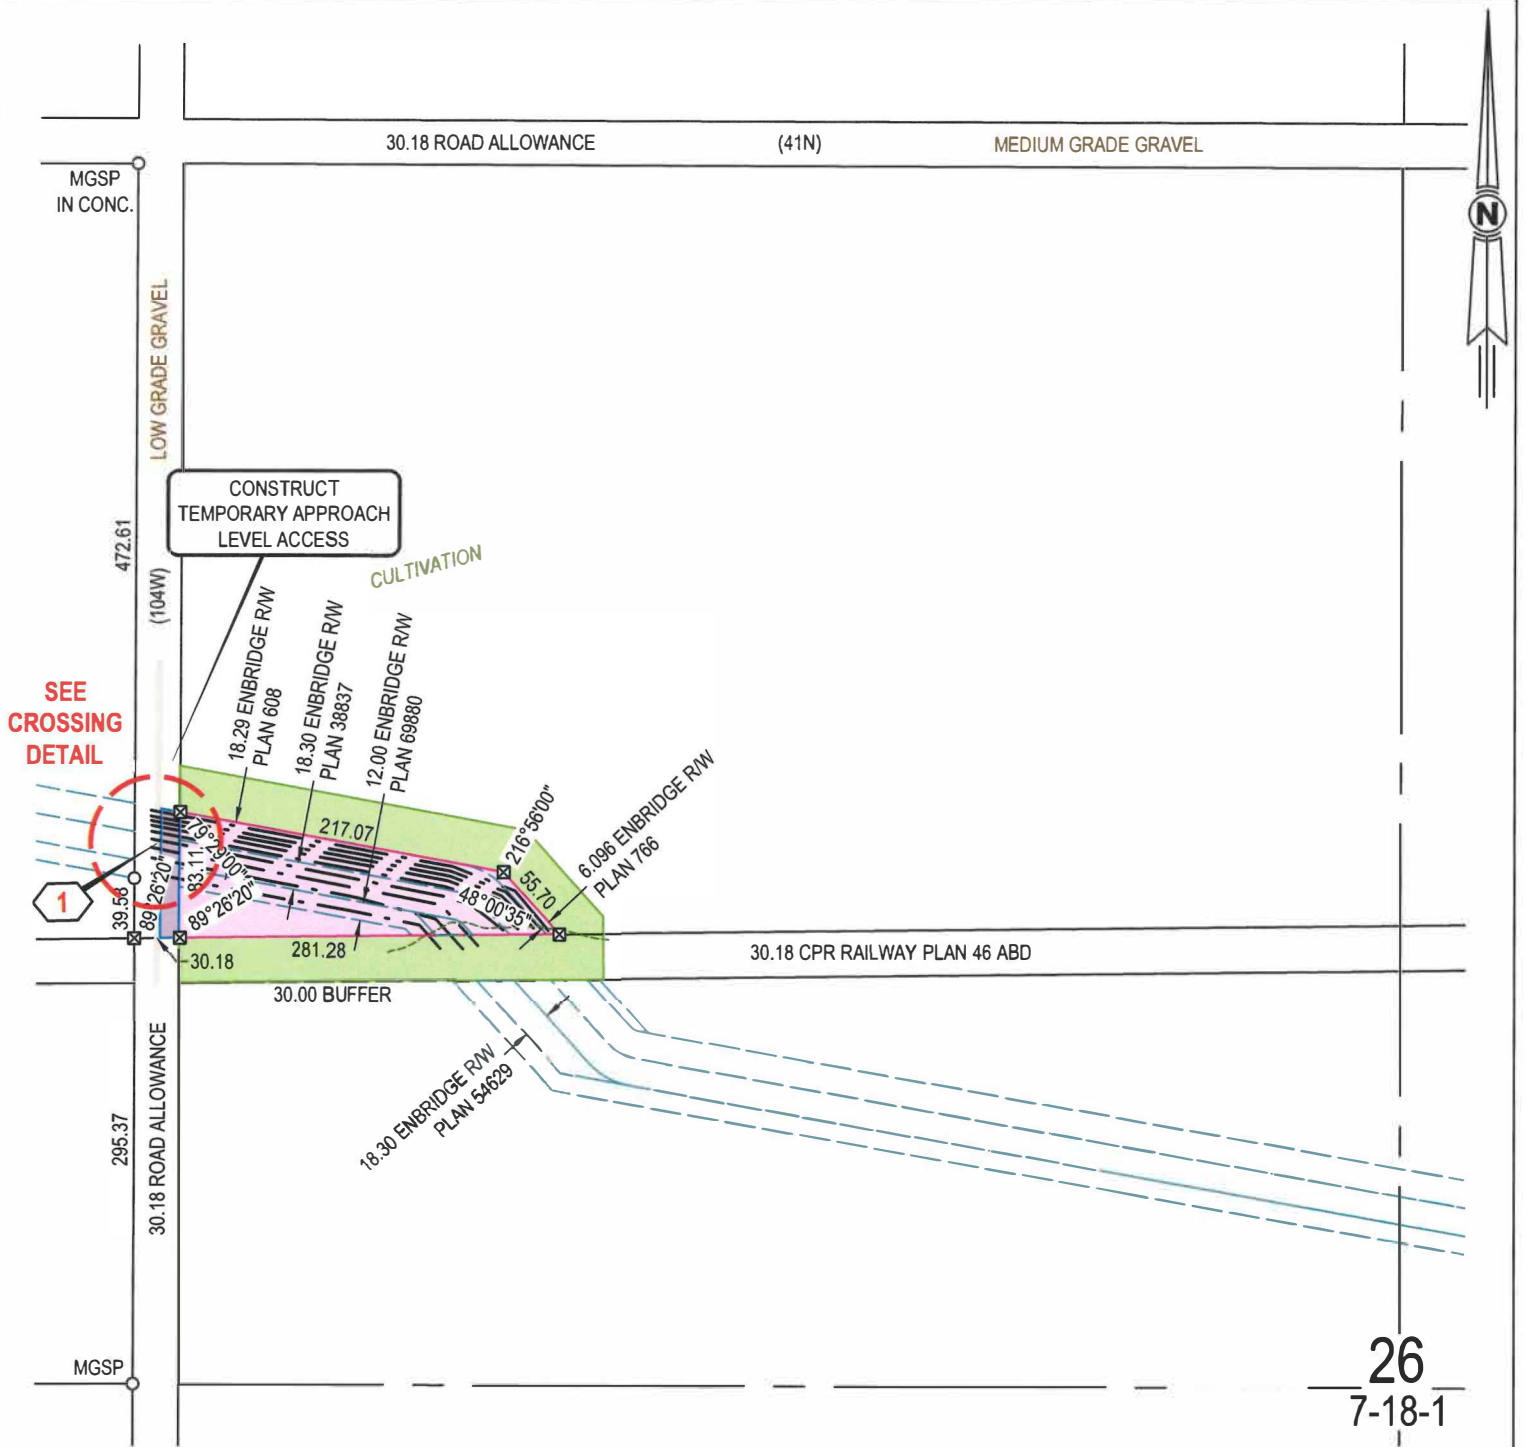 30.18 ROAD ALLOWANCE
(41N)
MEDIUM GRADE GRAVEL
MGSP
IN CONC.
N
LOW GRADE GRAVEL
CONSTRUCT
TEMPORARY APPROACH
LEVEL ACCESS
472.61
(104W)
CULTIVATION
18.29 ENBRIDGE R/W
PLAN 608
18.30 ENBRIDGE R/W
PLAN 38837
12.00 ENBRIDGE R/W
PLAN 69880
SEE
CROSSING
DETAIL
6.096 ENBRIDGE R/W
PLAN 766
217.07
216°56'00"
79°29'00"
83.11
55.70
48°00'35"
1
39.58
89°26'20"
89°26'20"
281.28
30.18
30.18 CPR RAILWAY PLAN 46 ABD
30.00 BUFFER
18.30 ENBRIDGE R/W
PLAN 54629
295.37
30.18 ROAD ALLOWANCE
MGSP
26
7-18-1